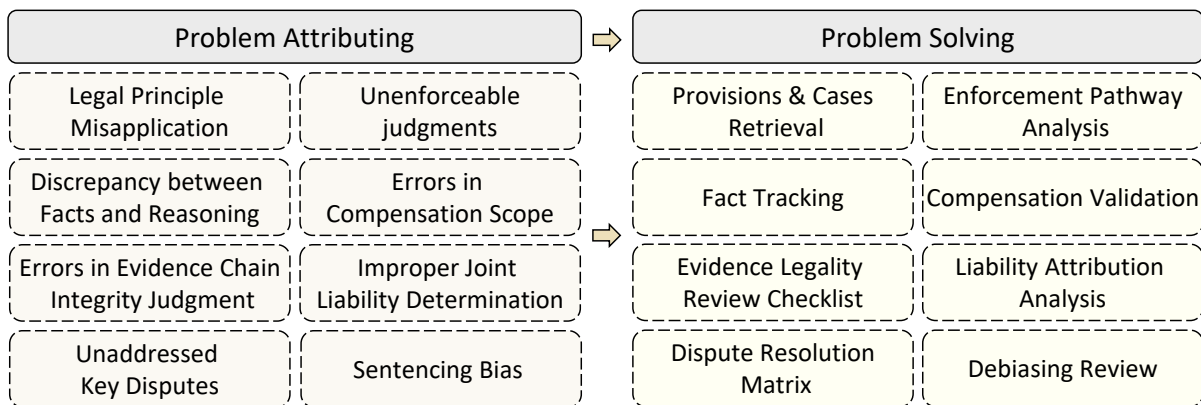 Problem Attributing
Problem Solving
Legal Principle
Misapplication
Unenforceable
judgments
Provisions & Cases
Retrieval
Enforcement Pathway
Analysis
Discrepancy between
Facts and Reasoning
Errors in
Compensation Scope
Fact Tracking
Compensation Validation
Errors in Evidence Chain
Integrity Judgment
Improper Joint
Liability Determination
Evidence Legality
Review Checklist
Liability Attribution
Analysis
Unaddressed
Key Disputes
Sentencing Bias
Dispute Resolution
Matrix
Debiasing Review